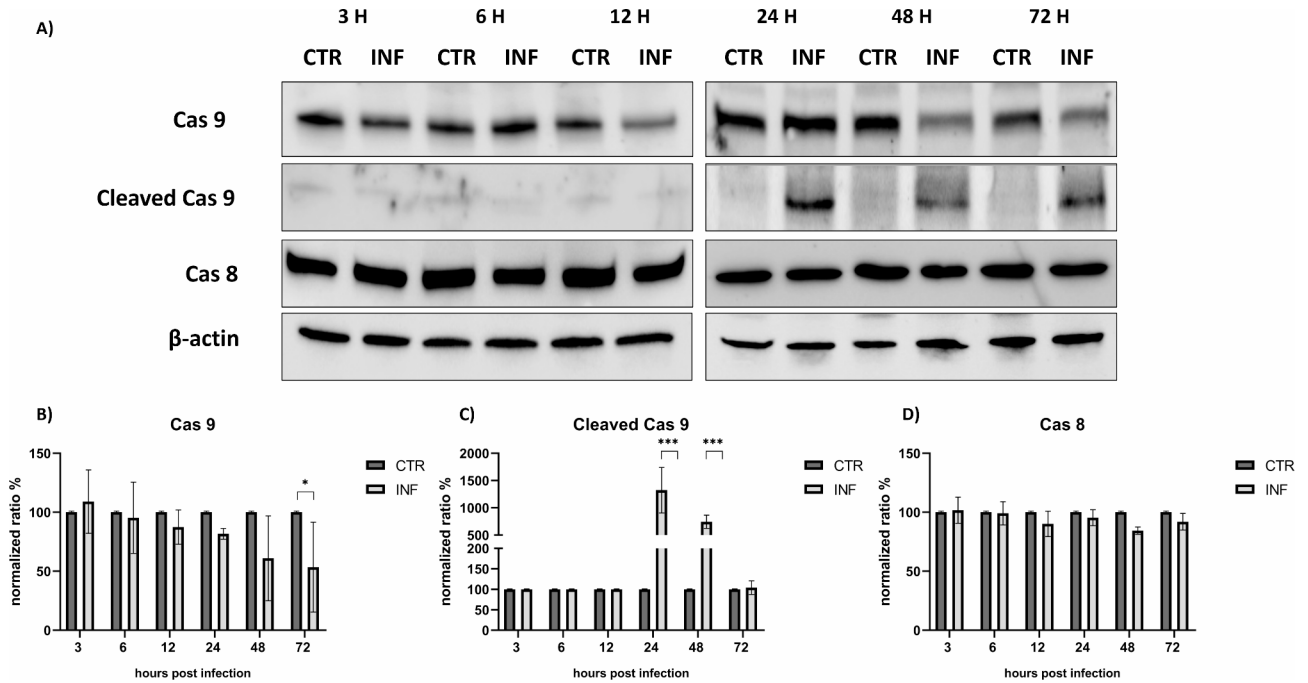 A)
3 H 6 H 12 H 24 H 48 H 72 H
CTR INF CTR INF CTR INF CTR INF CTR INF CTR INF
Cas 9
Cleaved Cas 9
Cas 8
β-actin
B)
Cas 9
normalized ratio %
150
100
50
0
*
CTR
INF
3 6 12 24 48 72
hours post infection
C)
Cleaved Cas 9
normalized ratio %
2000
1500
1000
500
200
150
100
50
0
*** ***
CTR
INF
3 6 12 24 48 72
hours post infection
D)
Cas 8
normalized ratio %
150
100
50
0
CTR
INF
3 6 12 24 48 72
hours post infection